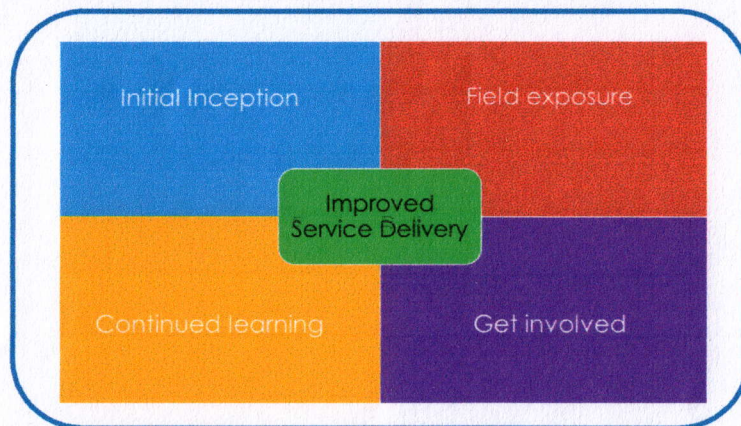 Initial Inception
Field exposure
Improved
Service Delivery
Continued learning
Get involved